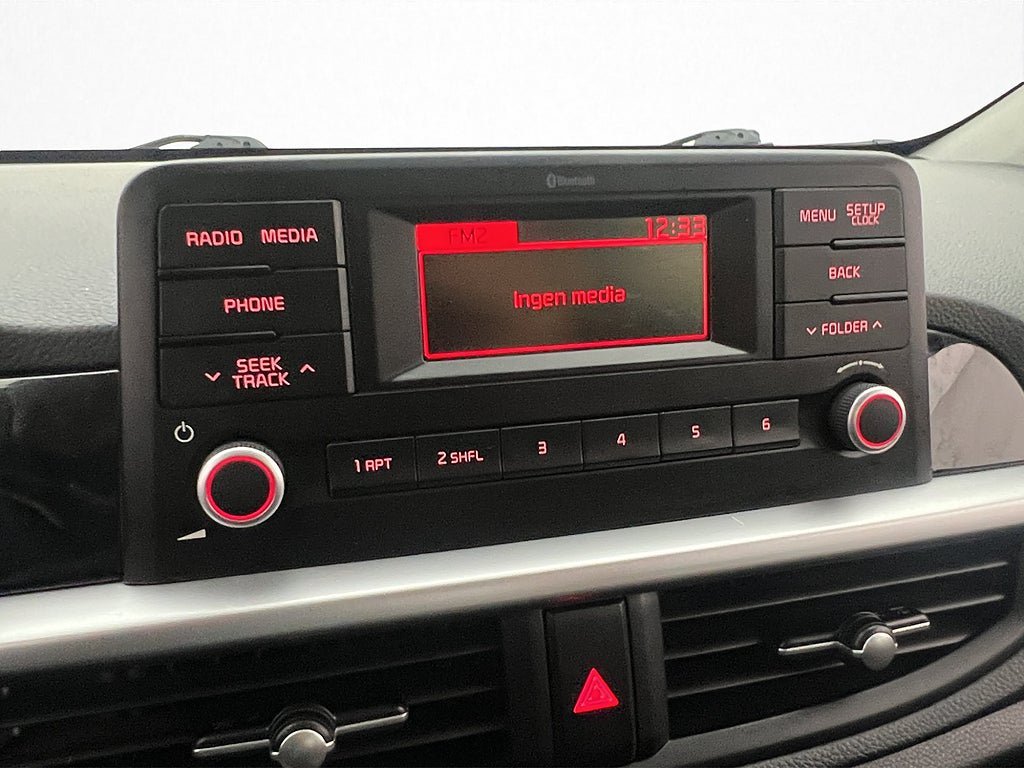 Bluetooth
RADIO MEDIA
PHONE
SEEK
TRACK
FM2 12:33
Ingen media
MENU SETUP
CLOCK
BACK
FOLDER
1 RPT 2 SHFL 3 4 5 6